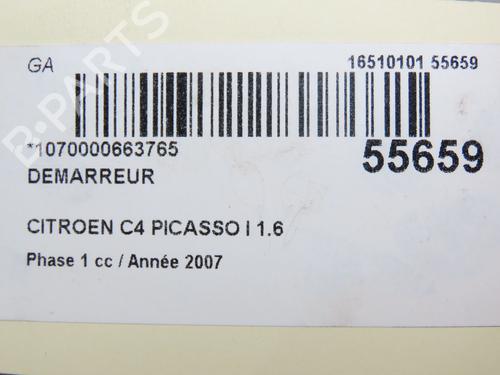 GA
16510101 55659
*1070000663765
55659
DEMARREUR
CITROEN C4 PICASSO I 1.6
Phase 1 cc / Année 2007
B-PARTS